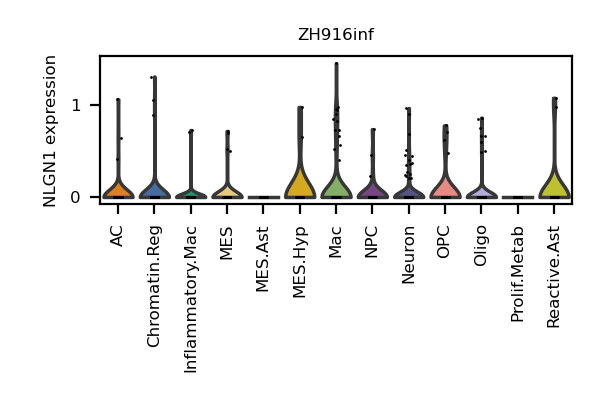 ZH916inf
NLGN1 expression
1
0
AC
Chromatin.Reg
Inflammatory.Mac
MES
MES.Ast
MES.Hyp
Mac
NPC
Neuron
OPC
Oligo
Prolif.Metab
Reactive.Ast